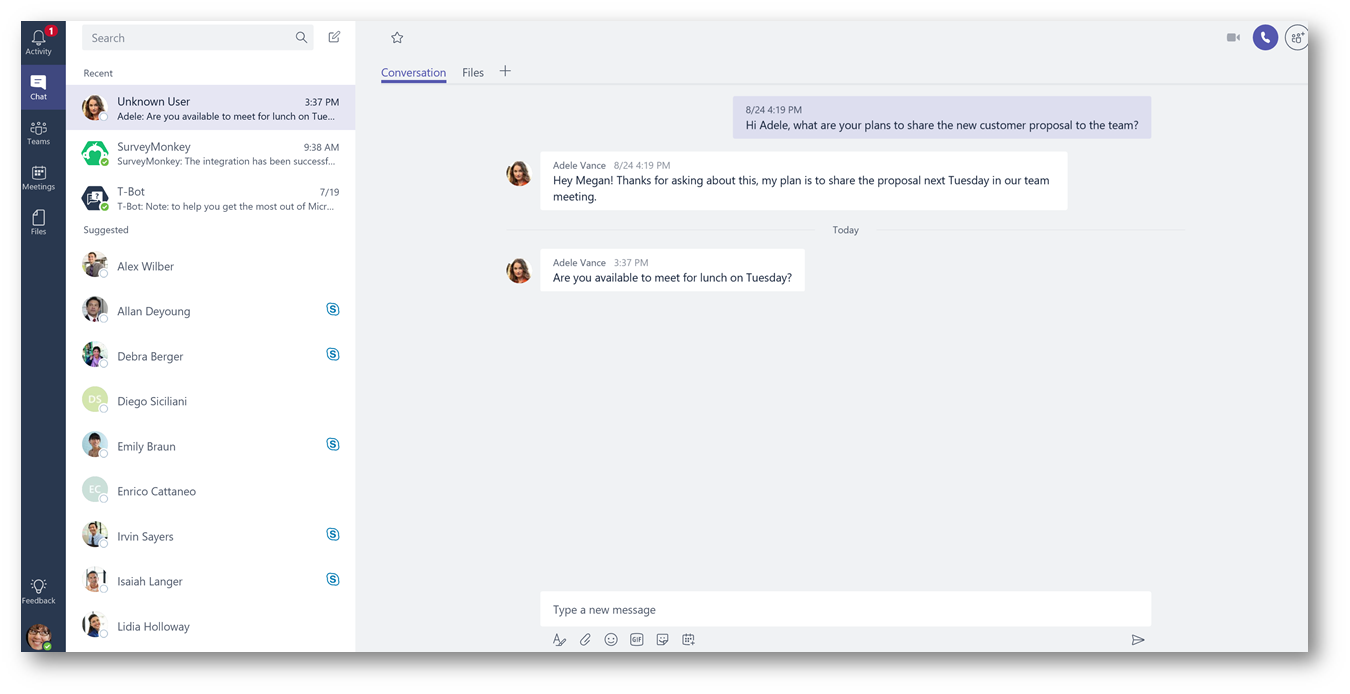 1
Activity
Chat
Teams
Meetings
Files
Feedback
Search
Recent
Unknown User 3:37 PM
Adele: Are you available to meet for lunch on Tue...
SurveyMonkey 9:38 AM
SurveyMonkey: The integration has been successf...
T-Bot 7/19
T-Bot: Note: to help you get the most out of Micr...
Suggested
Alex Wilber
Allan Deyoung
Debra Berger
DS Diego Siciliani
Emily Braun
EC Enrico Cattaneo
Irvin Sayers
Isaiah Langer
Lidia Holloway
Conversation Files
8/24 4:19 PM
Hi Adele, what are your plans to share the new customer proposal to the team?
Adele Vance 8/24 4:19 PM
Hey Megan! Thanks for asking about this, my plan is to share the proposal next Tuesday in our team
meeting.
Today
Adele Vance 3:37 PM
Are you available to meet for lunch on Tuesday?
Type a new message
GIF